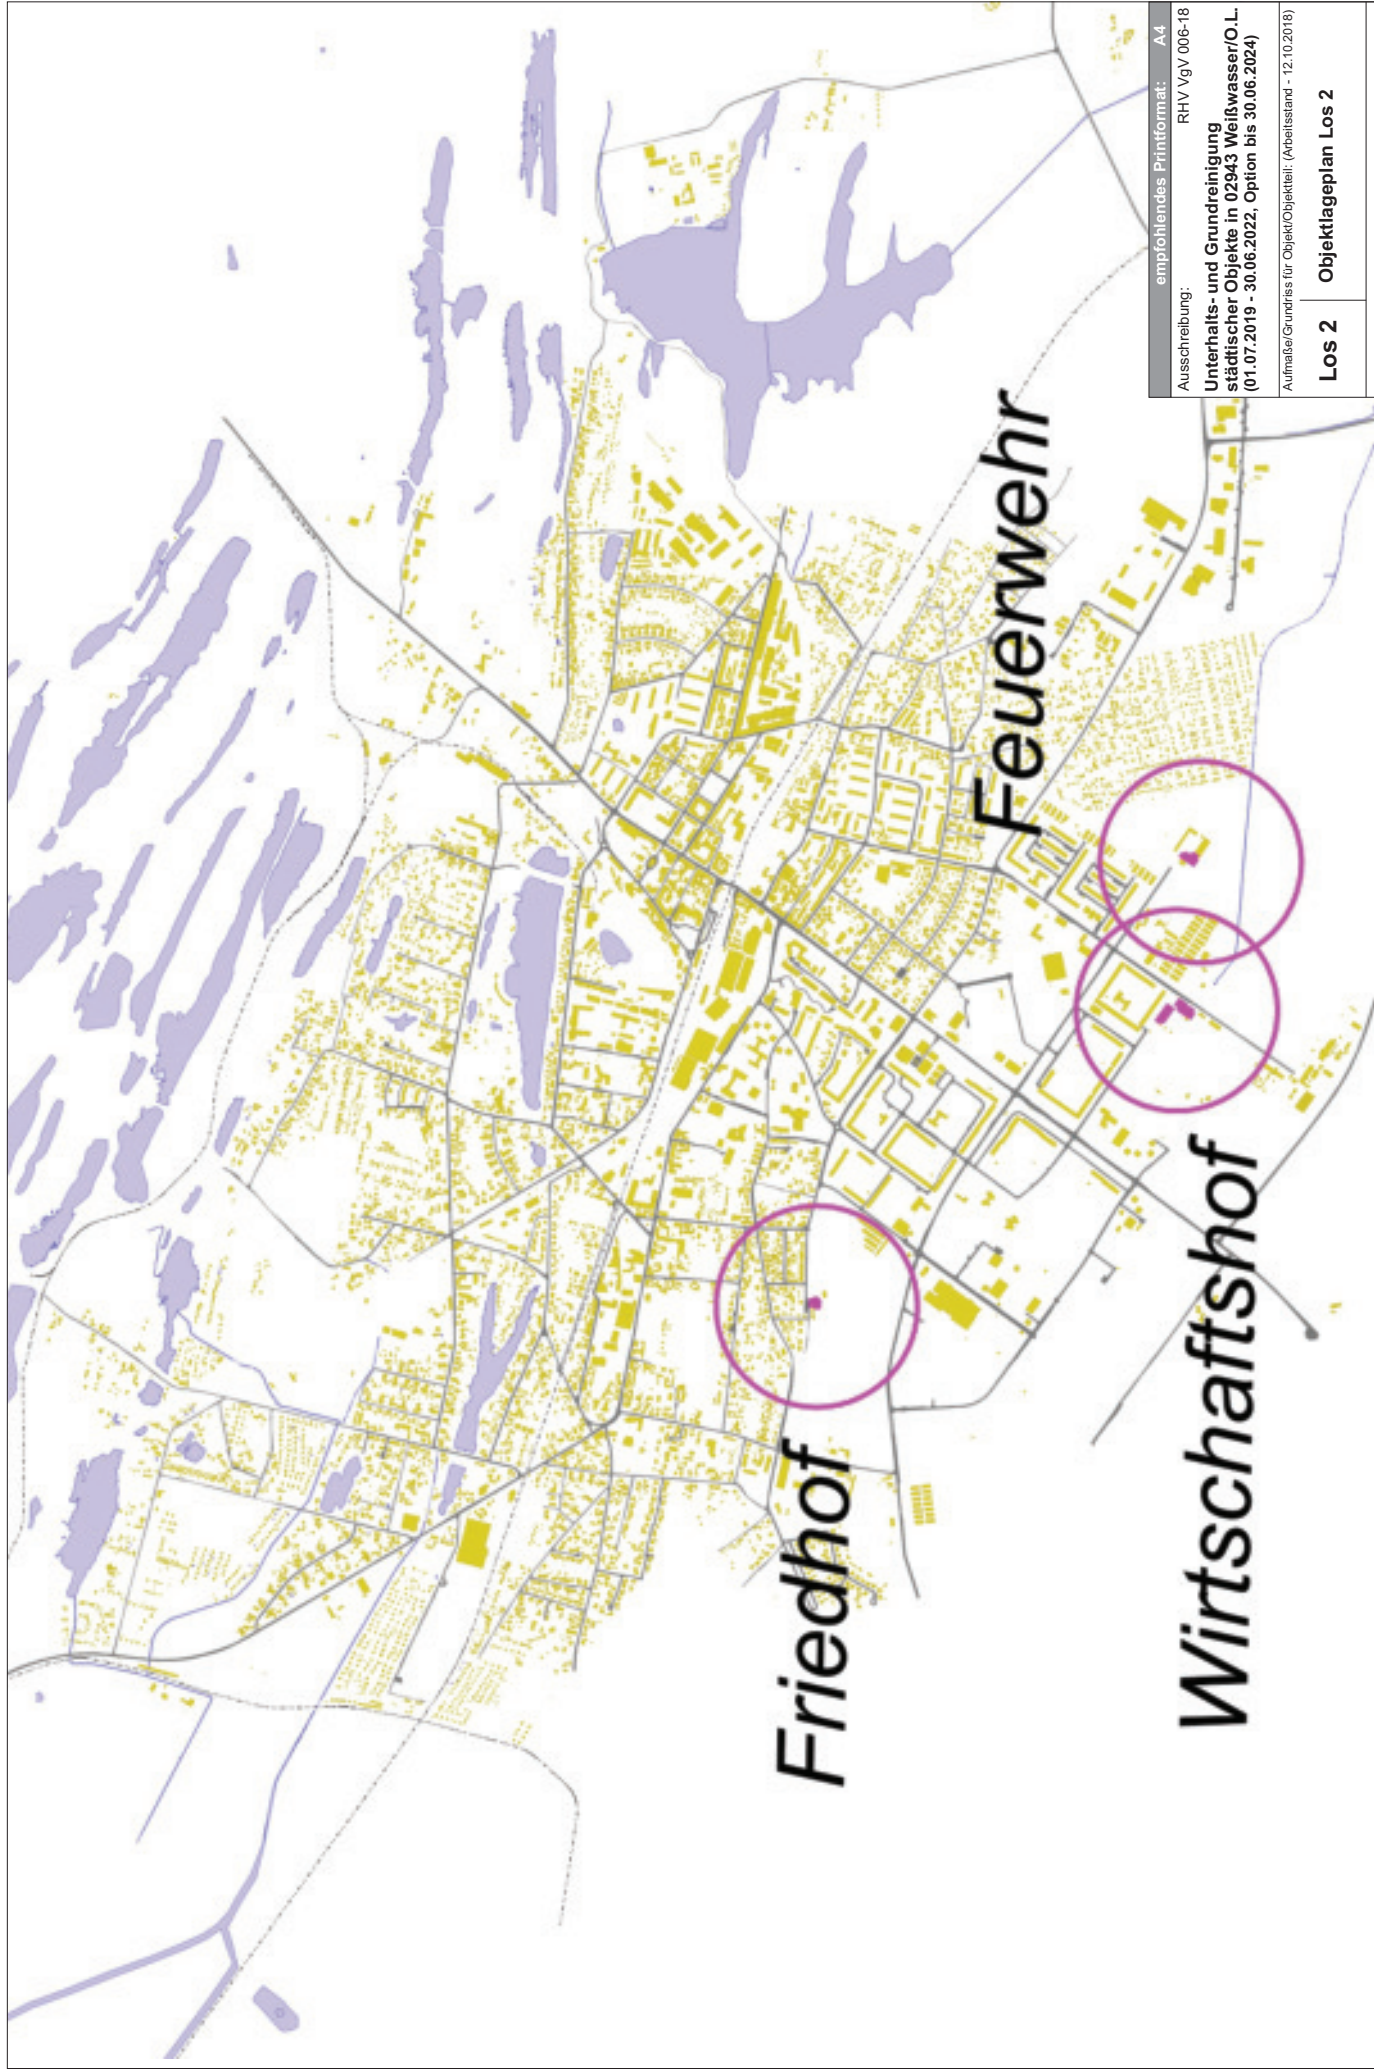 empfohlendes Printformat: A4
Ausschreibung: RHV VgV 006-18
Unterhalts- und Grundreinigung
städtischer Objekte in 02943 Weißwasser/O.L.
(01.07.2019 - 30.06.2022, Option bis 30.06.2024)
Aufmaße/Grundriss für Objekt/Objektteil: (Arbeitsstand - 12.10.2018)
Los 2 Objektlageplan Los 2
Feuerwehr
Friedhof
Wirtschaftshof